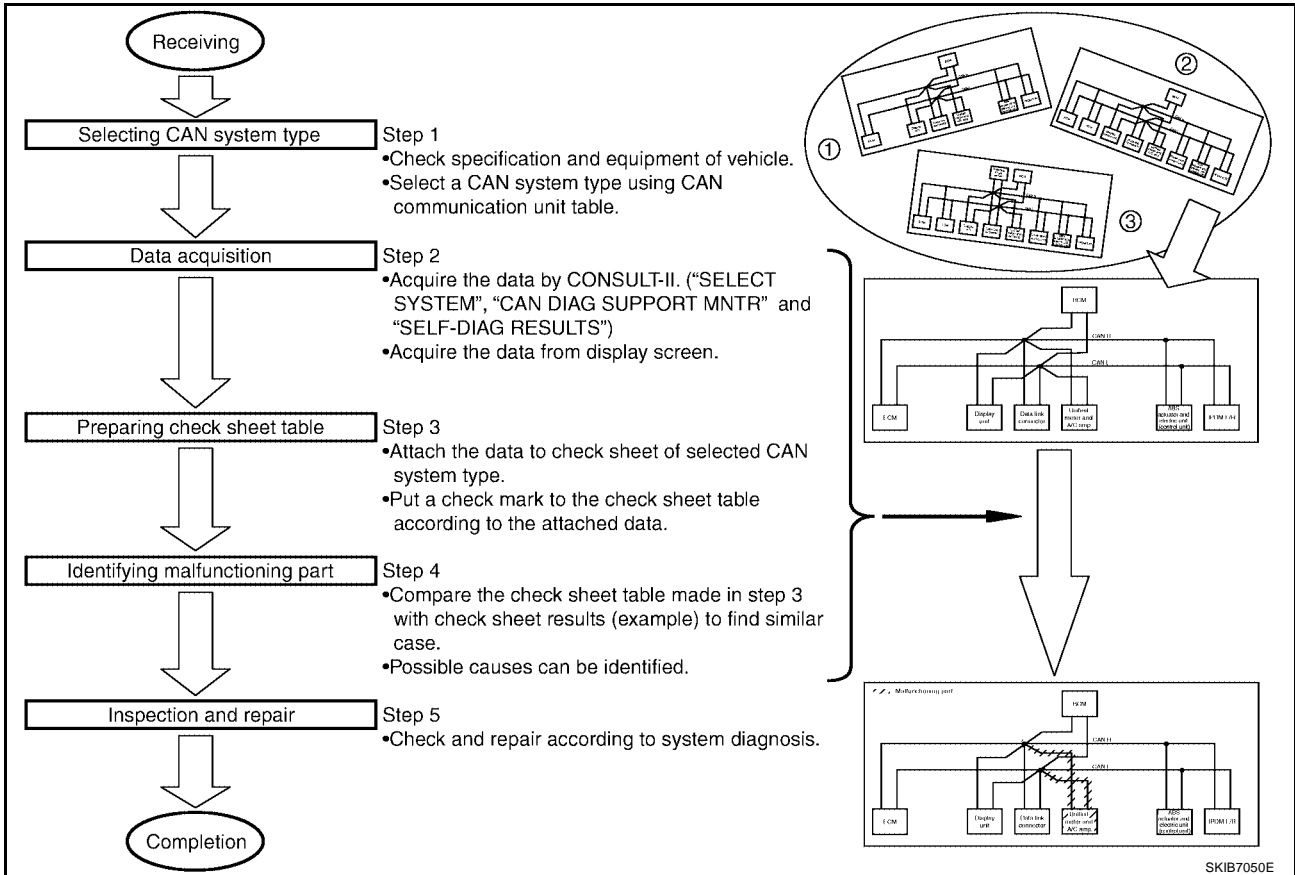 Receiving
Selecting CAN system type
Step 1
•Check specification and equipment of vehicle.
•Select a CAN system type using CAN
communication unit table.
Data acquisition
Step 2
•Acquire the data by CONSULT-II. (“SELECT
SYSTEM”, “CAN DIAG SUPPORT MNTR” and
“SELF-DIAG RESULTS”)
•Acquire the data from display screen.
Preparing check sheet table
Step 3
•Attach the data to check sheet of selected CAN
system type.
•Put a check mark to the check sheet table
according to the attached data.
Identifying malfunctioning part
Step 4
•Compare the check sheet table made in step 3
with check sheet results (example) to find similar
case.
•Possible causes can be identified.
Inspection and repair
Step 5
•Check and repair according to system diagnosis.
Completion
①
②
③
BCM
CAN H
CAN L
ECM
Display
unit
Data link
connector
Unified
meter and
A/C amp.
ABS
actuator and
electric unit
(control unit)
IPDM E/R
Malfunctioning part
BCM
CAN H
CAN L
ECM
Display
unit
Data link
connector
Unified
meter and
A/C amp.
ABS
actuator and
electric unit
(control unit)
IPDM E/R
SKIB7050E